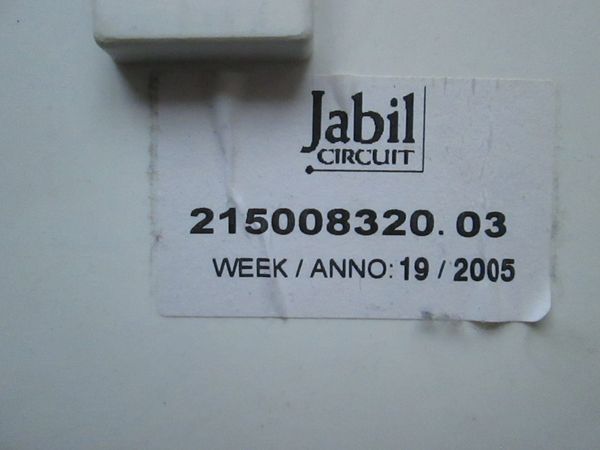 Jabil
CIRCUIT
215008320.03
WEEK / ANNO: 19 / 2005